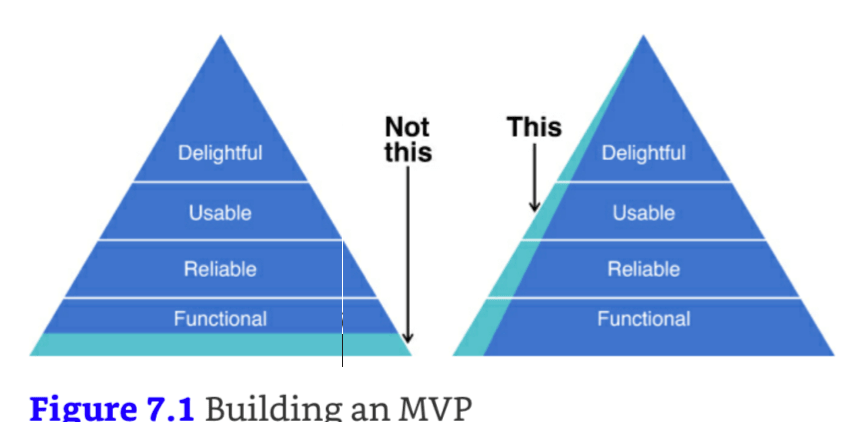 Not
this
This
Delightful
Usable
Reliable
Functional
Delightful
Usable
Reliable
Functional
Figure 7.1 Building an MVP